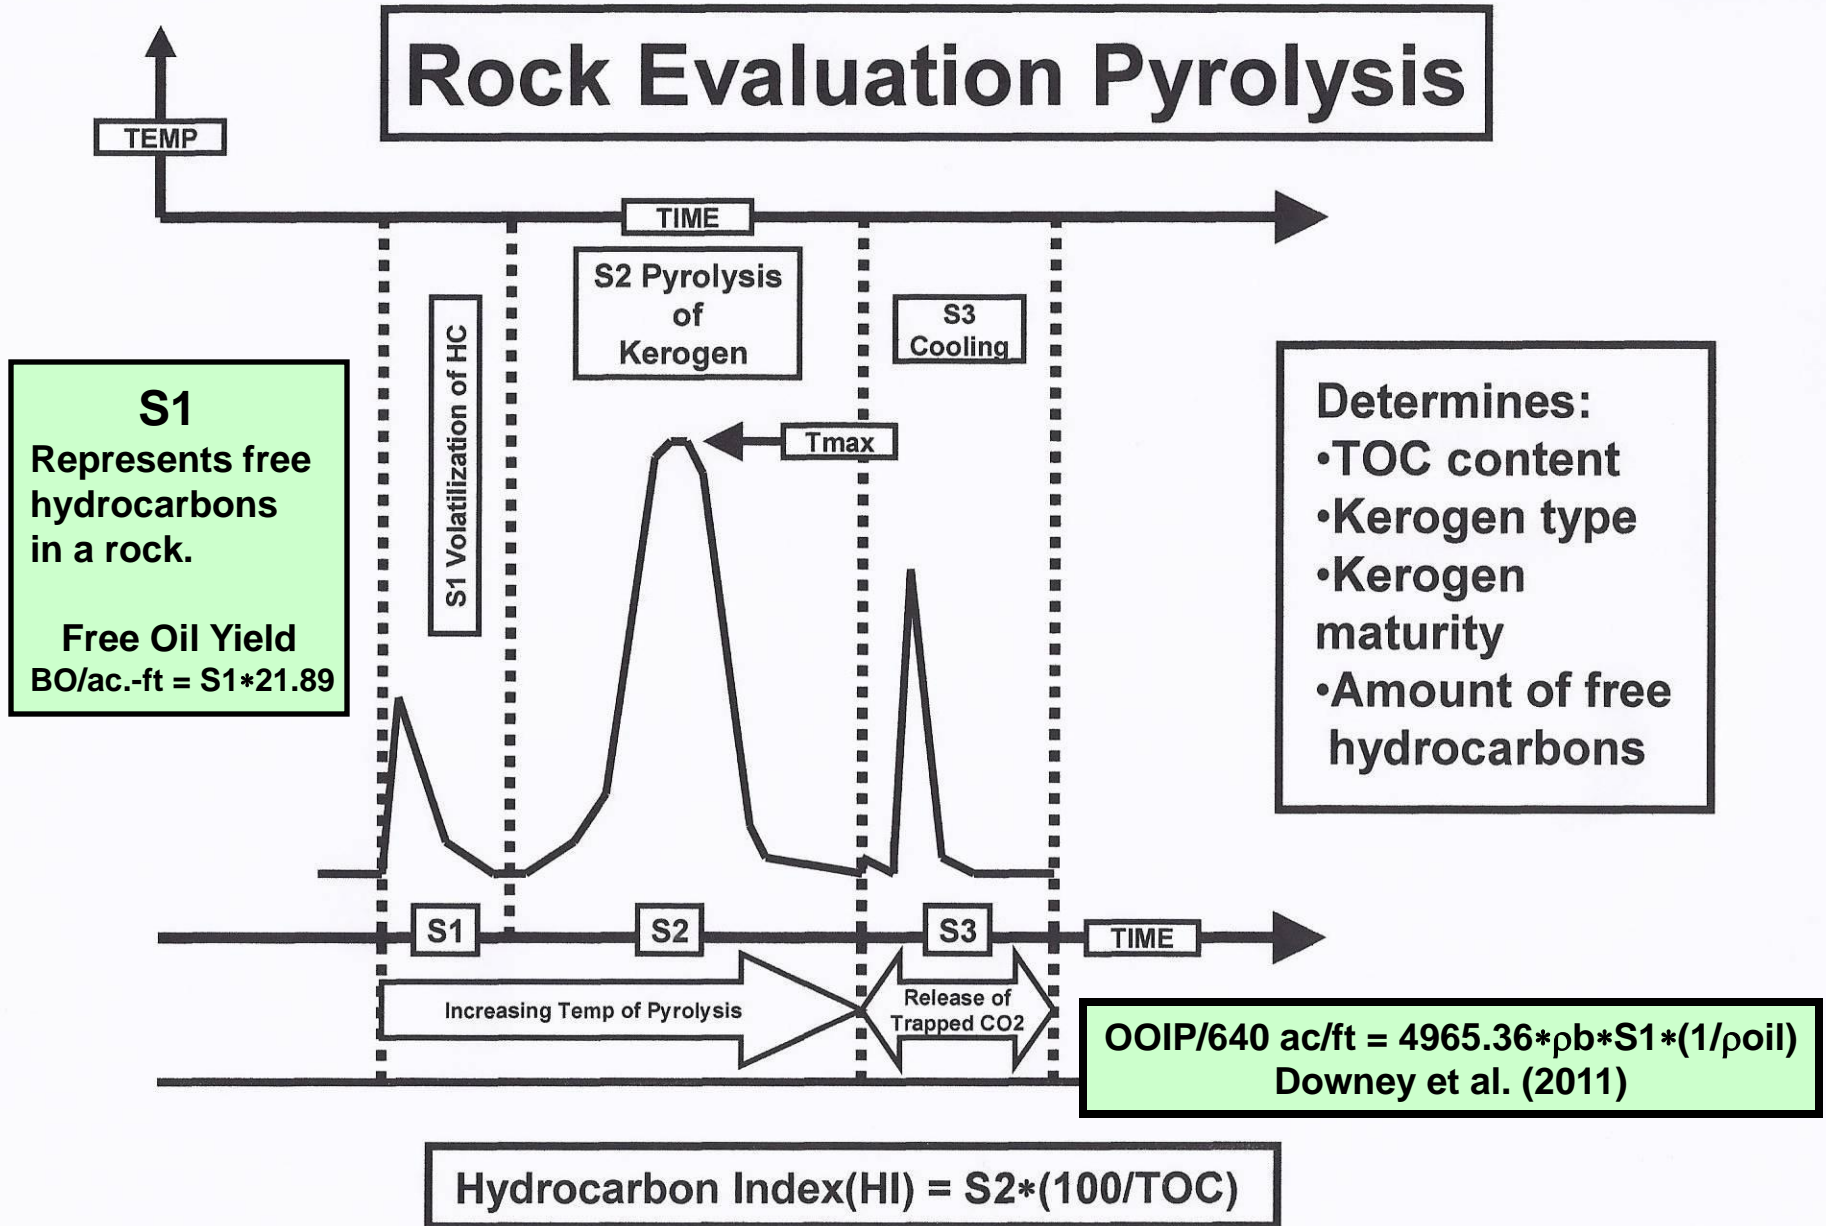 Rock Evaluation Pyrolysis
TEMP
TIME
S1 Volatilization of HC
S2 Pyrolysis
of
Kerogen
S3
Cooling
Tmax
S1
Represents free
hydrocarbons
in a rock.
Free Oil Yield
BO/ac.-ft = S1*21.89
Determines:
•TOC content
•Kerogen type
•Kerogen
maturity
•Amount of free
hydrocarbons
S1
S2
S3
TIME
Increasing Temp of Pyrolysis
Release of
Trapped CO2
OOIP/640 ac/ft = 4965.36*ρb*S1*(1/ρoil)
Downey et al. (2011)
Hydrocarbon Index(HI) = S2*(100/TOC)